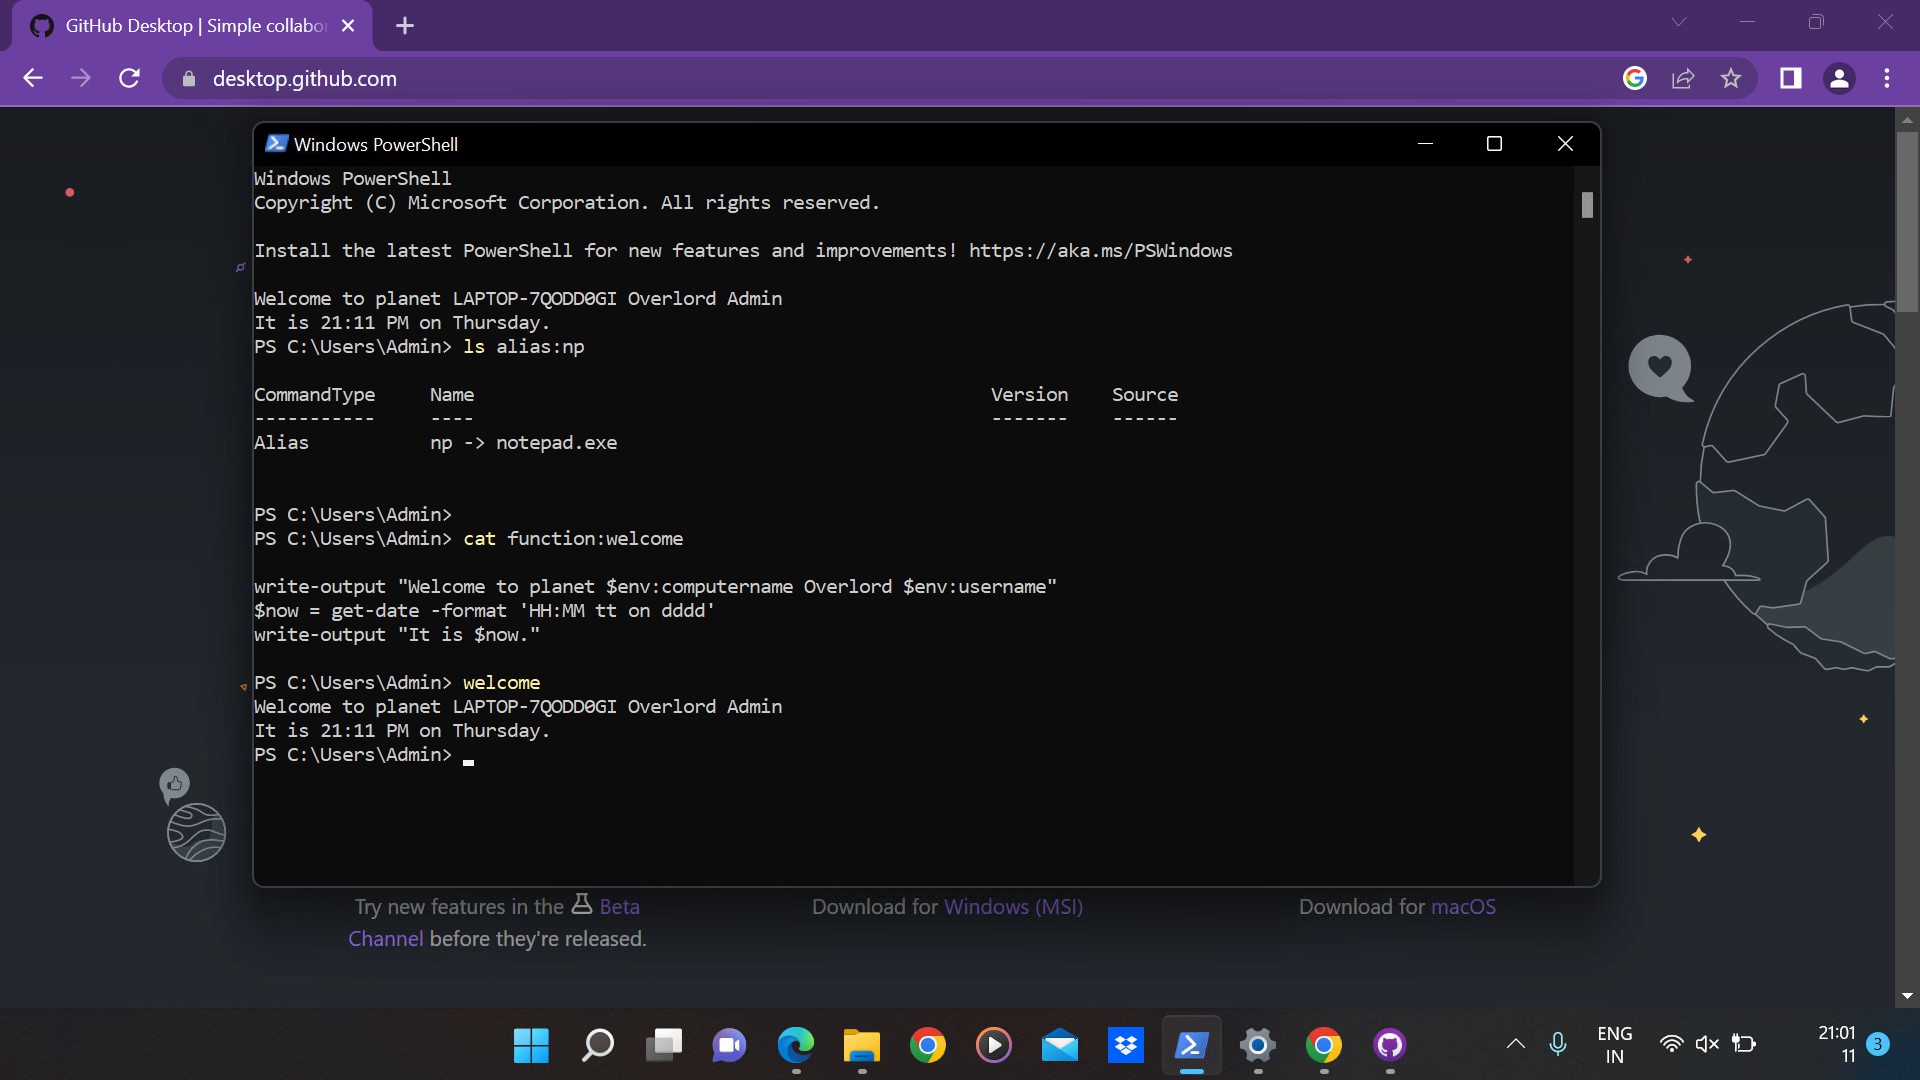 GitHub Desktop | Simple collabo
desktop.github.com
Windows PowerShell
Windows PowerShell
Copyright (C) Microsoft Corporation. All rights reserved.
Install the latest PowerShell for new features and improvements! https://aka.ms/PSWindows
Welcome to planet LAPTOP-7QODD0GI Overlord Admin
It is 21:11 PM on Thursday.
PS C:\Users\Admin> ls alias:np
CommandType     Name                                               Version    Source
-----------     ----                                               -------    ------
Alias           np -> notepad.exe
PS C:\Users\Admin>
PS C:\Users\Admin> cat function:welcome
write-output "Welcome to planet $env:computername Overlord $env:username"
$now = get-date -format 'HH:MM tt on dddd'
write-output "It is $now."
PS C:\Users\Admin> welcome
Welcome to planet LAPTOP-7QODD0GI Overlord Admin
It is 21:11 PM on Thursday.
PS C:\Users\Admin>
Try new features in the Beta
Channel before they're released.
Download for Windows (MSI)
Download for macOS
ENG
IN
21:01
11
3